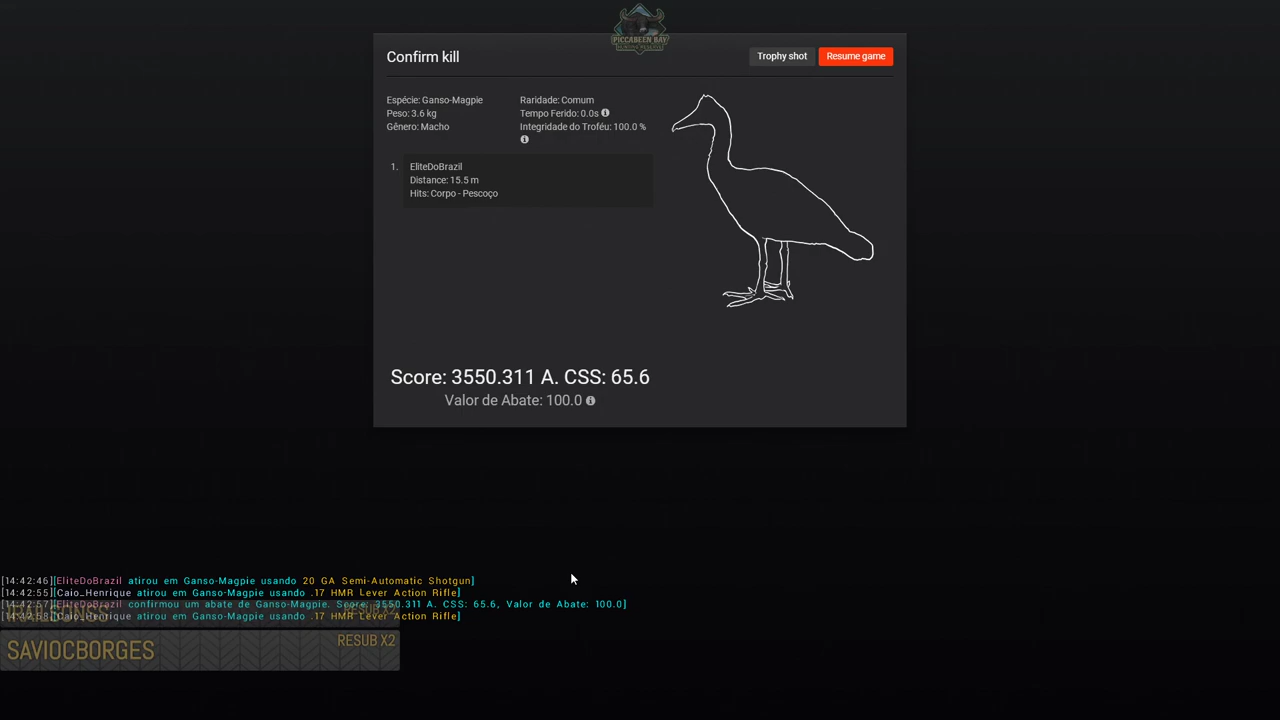 PICCABEEN BAY
HUNTING RESERVE
Confirm kill
Trophy shot
Resume game
Espécie: Ganso-Magpie
Peso: 3.6 kg
Gênero: Macho
Raridade: Comum
Tempo Ferido: 0.0s
Integridade do Troféu: 100.0 %
1.
EliteDoBrazil
Distance: 15.5 m
Hits: Corpo - Pescoço
Score: 3550.311 A. CSS: 65.6
Valor de Abate: 100.0
[14:42:46][EliteDoBrazil atirou em Ganso-Magpie usando 20 GA Semi-Automatic Shotgun]
[14:42:55][Caio_Henrique atirou em Ganso-Magpie usando .17 HMR Lever Action Rifle]
[14:42:57][EliteDoBrazil confirmou um abate de Ganso-Magpie. Score: 3550.311 A. CSS: 65.6, Valor de Abate: 100.0]
[14:42:58][Caio_Henrique atirou em Ganso-Magpie usando .17 HMR Lever Action Rifle]
SAVIOCBORGES
RESUB X2